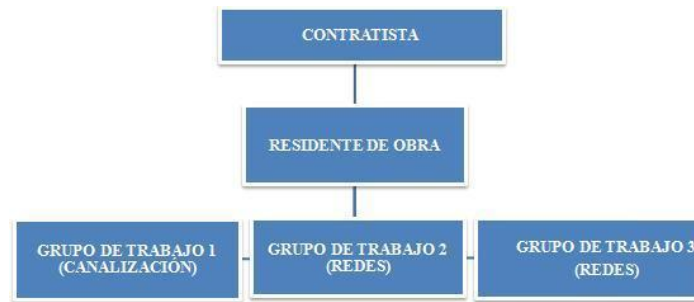 CONTRATISTA
RESIDENTE DE OBRA
GRUPO DE TRABAJO 1
(CANALIZACIÓN)
GRUPO DE TRABAJO 2
(REDES)
GRUPO DE TRABAJO 3
(REDES)